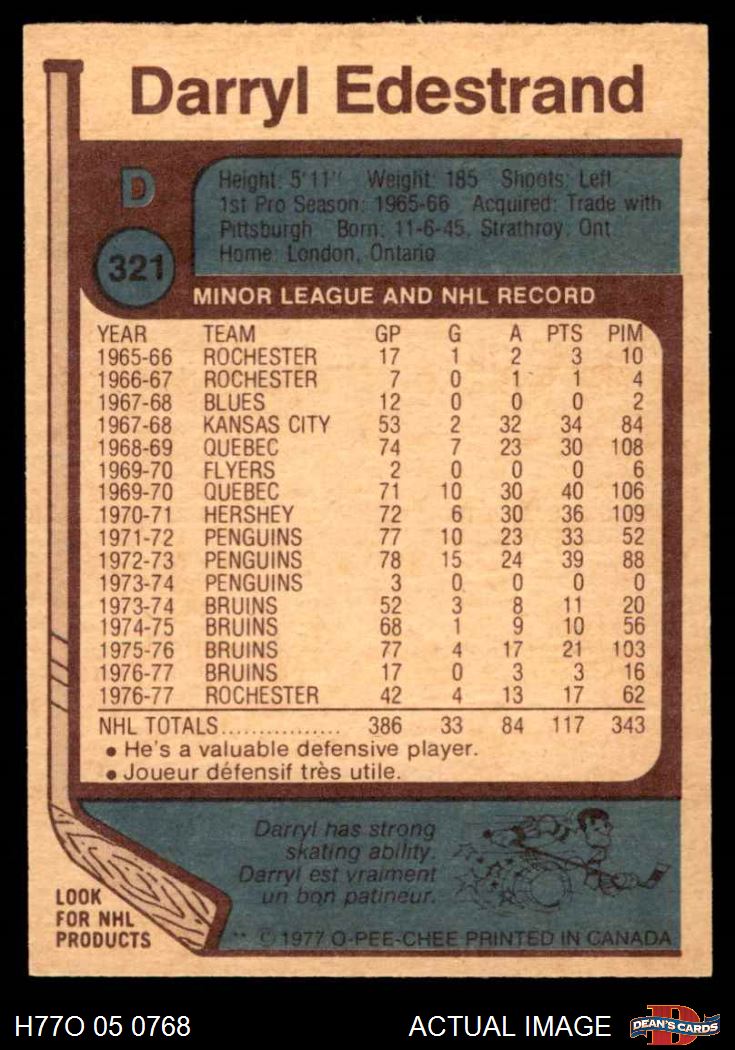 Darryl Edestrand
D
321
Height: 5'11" Weight: 185 Shoots: Left
1st Pro Season: 1965-66 Acquired: Trade with
Pittsburgh Born: 11-6-45, Strathroy, Ont
Home: London, Ontario
MINOR LEAGUE AND NHL RECORD
YEAR TEAM GP G A PTS PIM
1965-66 ROCHESTER 17 1 2 3 10
1966-67 ROCHESTER 7 0 1 1 4
1967-68 BLUES 12 0 0 0 2
1967-68 KANSAS CITY 53 2 32 34 84
1968-69 QUEBEC 74 7 23 30 108
1969-70 FLYERS 2 0 0 0 6
1969-70 QUEBEC 71 10 30 40 106
1970-71 HERSHEY 72 6 30 36 109
1971-72 PENGUINS 77 10 23 33 52
1972-73 PENGUINS 78 15 24 39 88
1973-74 PENGUINS 3 0 0 0 0
1973-74 BRUINS 52 3 8 11 20
1974-75 BRUINS 68 1 9 10 56
1975-76 BRUINS 77 4 17 21 103
1976-77 BRUINS 17 0 3 3 16
1976-77 ROCHESTER 42 4 13 17 62
NHL TOTALS................ 386 33 84 117 343
• He's a valuable defensive player.
• Joueur défensif très utile.
Darryl has strong
skating ability.
Darryl est vraiment
un bon patineur.
LOOK
FOR NHL
PRODUCTS
** © 1977 O-PEE-CHEE PRINTED IN CANADA
H77O 05 0768 ACTUAL IMAGE
D
DEAN'S CARDS